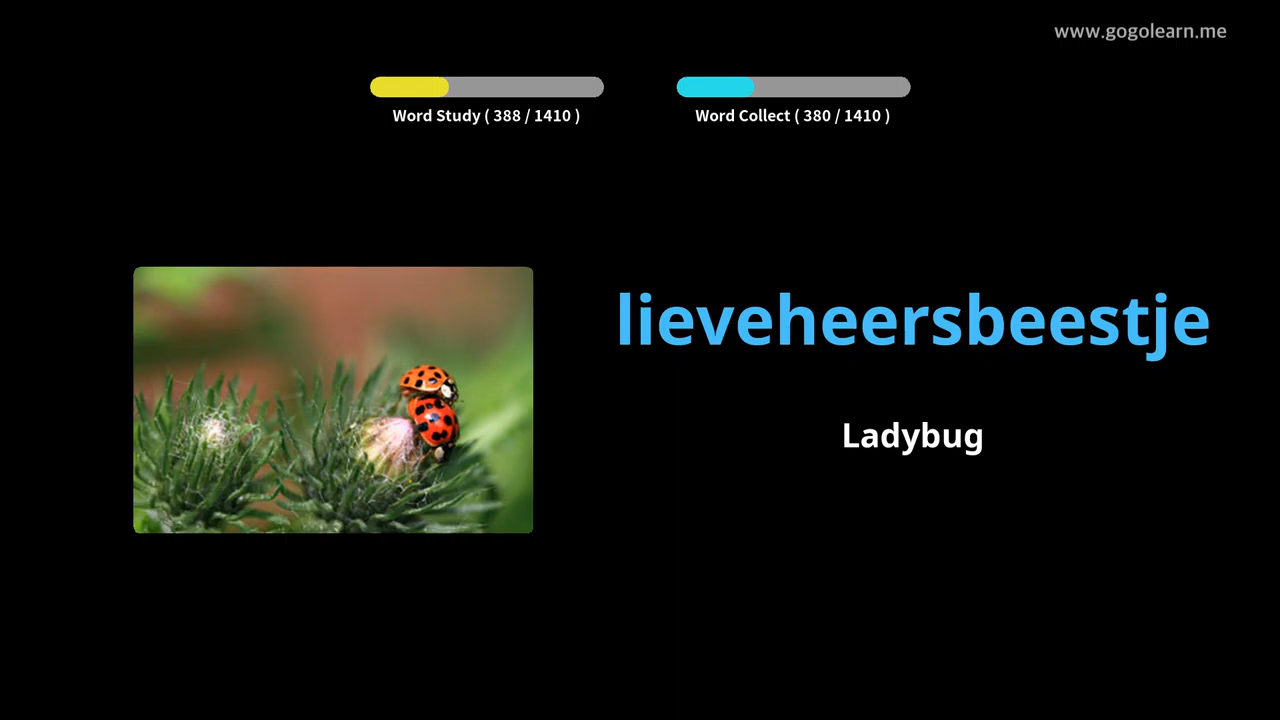 www.gogolearn.me
Word Study ( 388 / 1410 )
Word Collect ( 380 / 1410 )
lieveheersbeestje
Ladybug